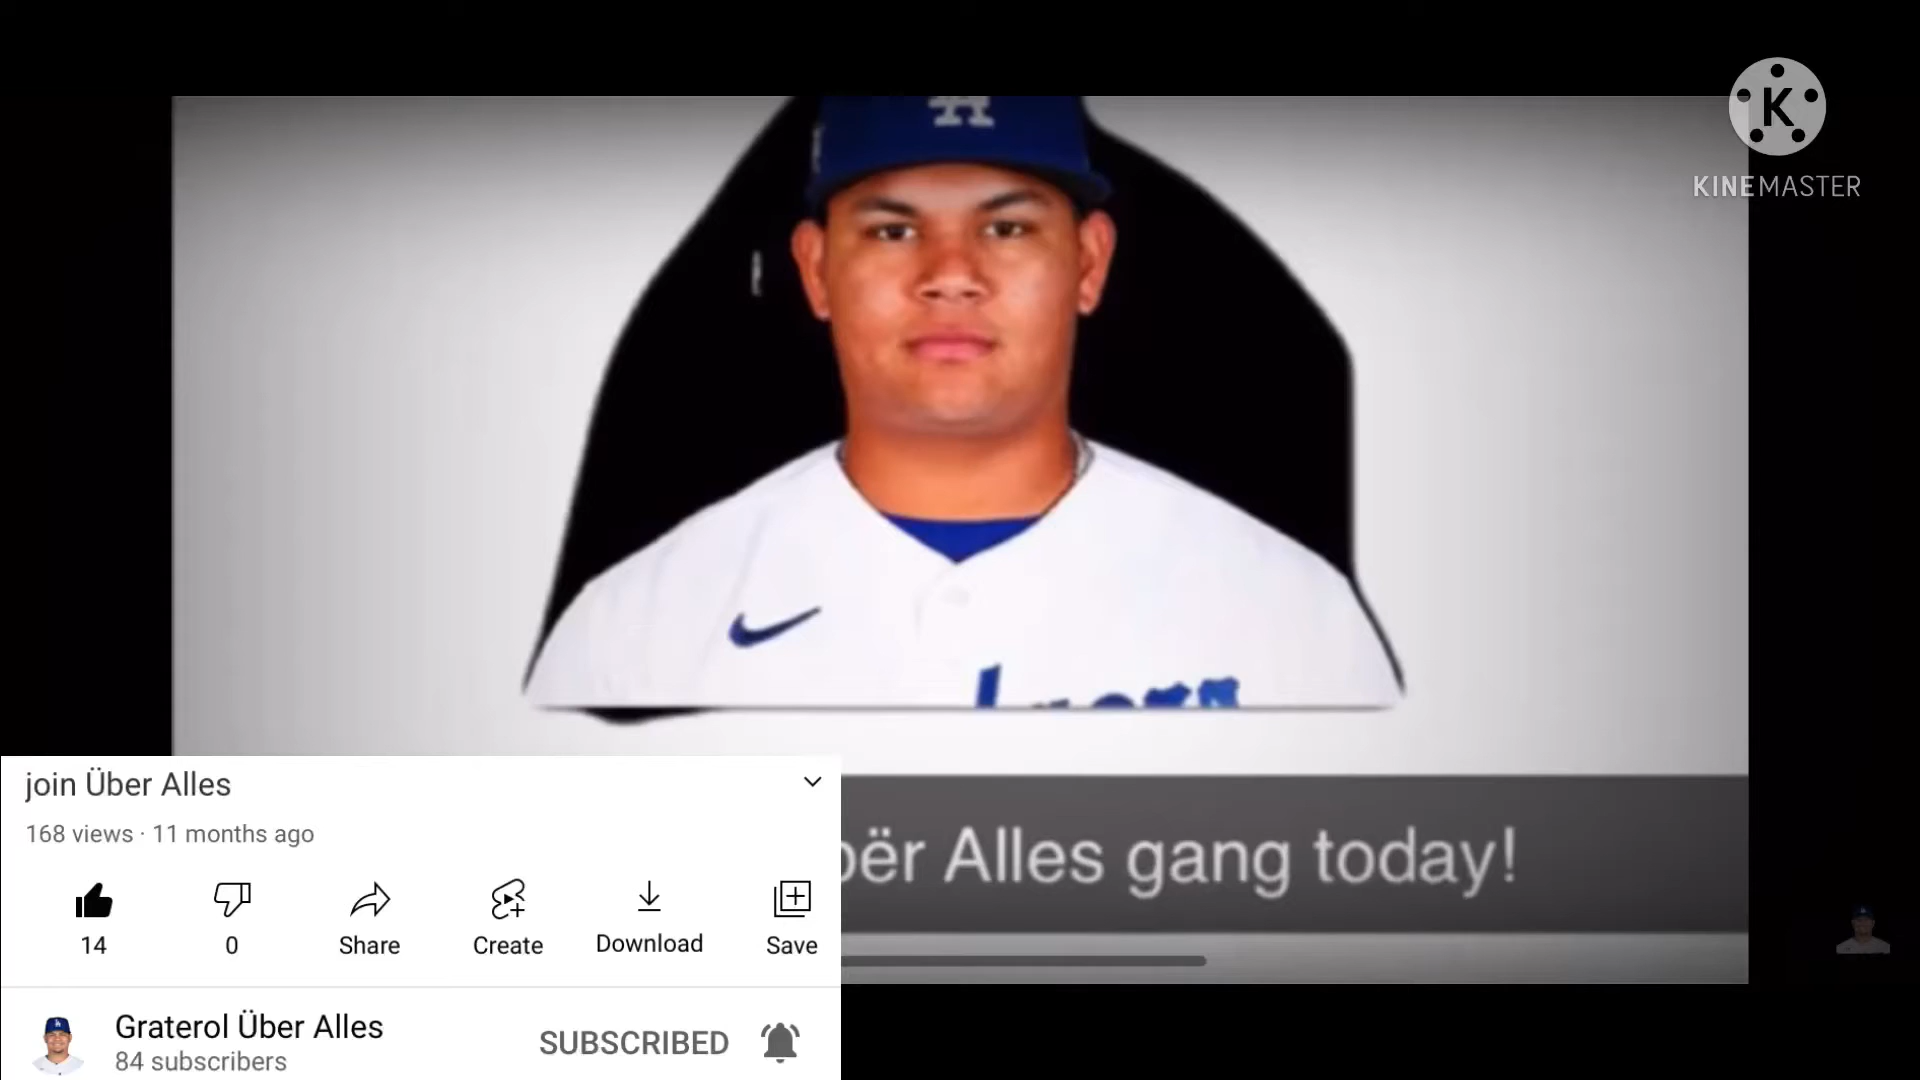 LA
K
KINEMASTER
Alles gang today!
join Über Alles
168 views · 11 months ago
14
0
Share
Create
Download
Save
Graterol Über Alles
84 subscribers
SUBSCRIBED